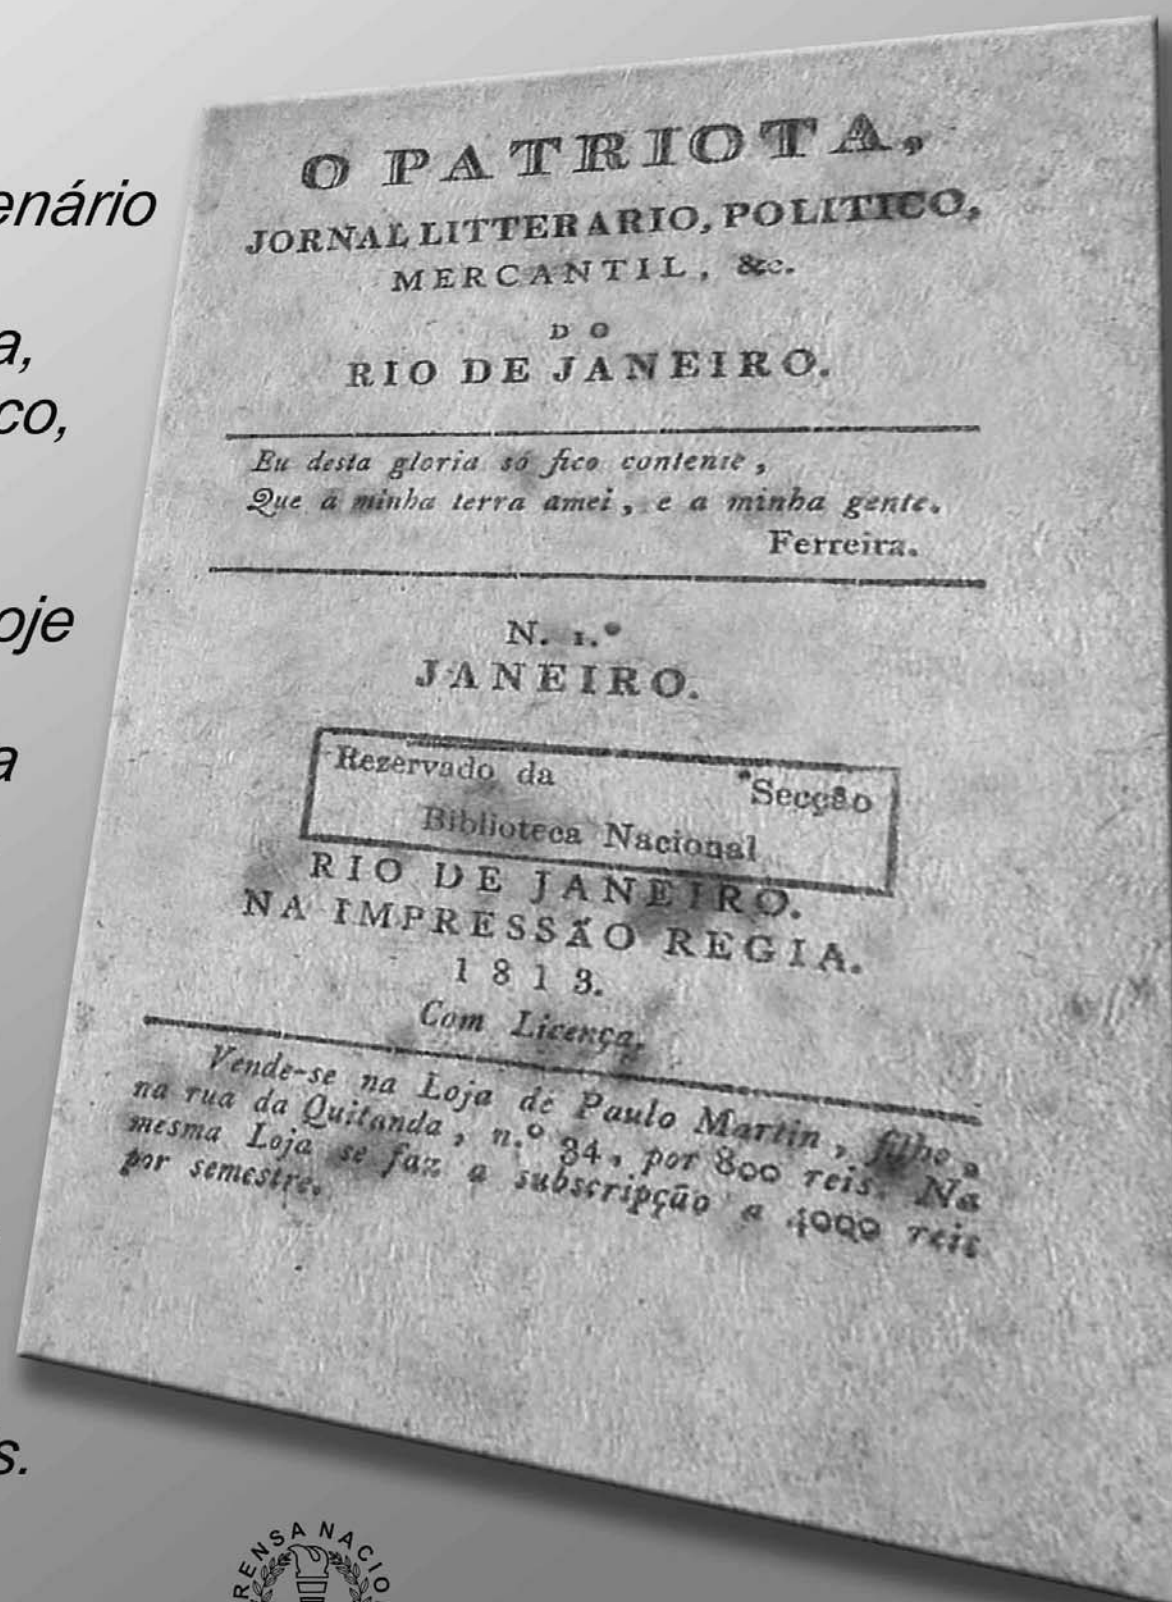 enário
a,
co,
oje
a
s.
O PATRIOTA,
JORNAL LITTERARIO, POLITICO,
MERCANTIL, &c.
DO
RIO DE JANEIRO.
Eu desta gloria só fico contente,
Que a minha terra amei, e a minha gente.
Ferreira.
N. 1.º
JANEIRO.
Rezervado da Secção
Biblioteca Nacional
RIO DE JANEIRO.
NA IMPRESSÃO REGIA.
1813.
Com Licença.
Vende-se na Loja de Paulo Martin, filho,
na rua da Quitanda, n.º 34, por 800 reis. Na
mesma Loja se faz a subscripção a 4000 reis
por semestre.
RENSA NACIO